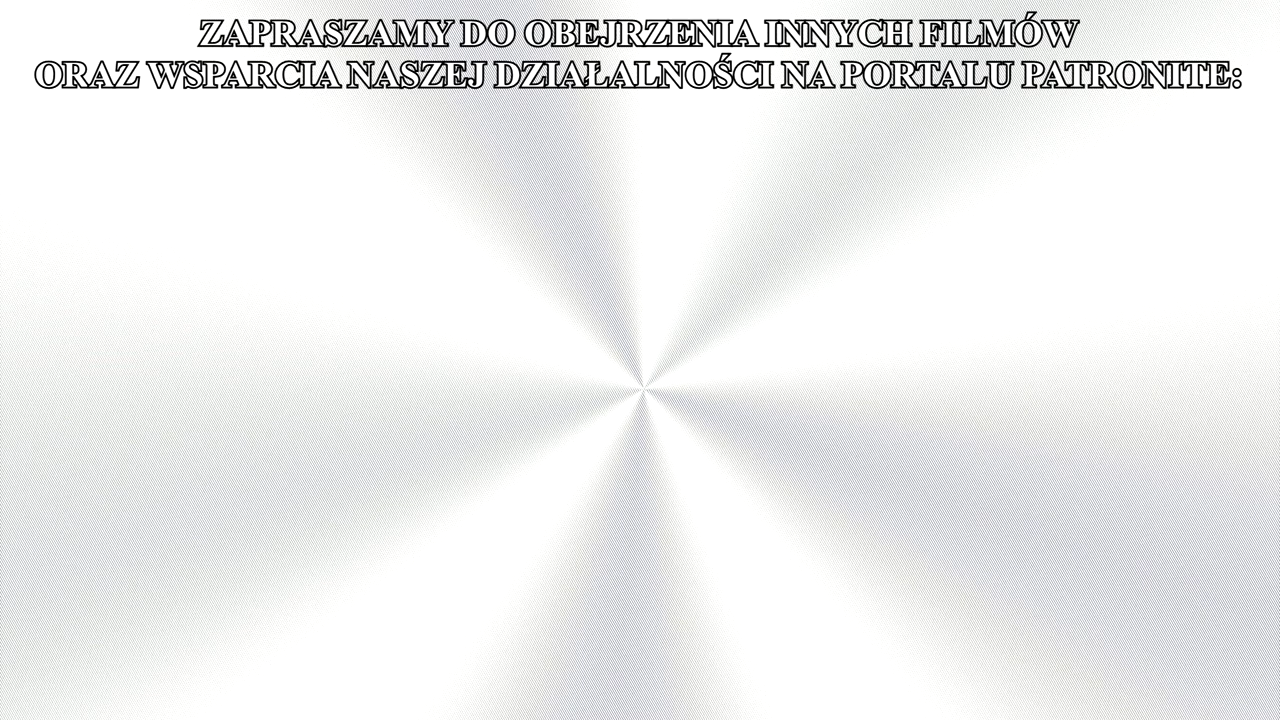 ZAPRASZAMY DO OBEJRZENIA INNYCH FILMÓW
ORAZ WSPARCIA NASZEJ DZIAŁALNOŚCI NA PORTALU PATRONITE: